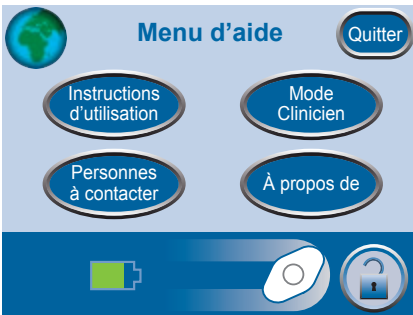 Menu d’aide
Quitter
Instructions
d’utilisation
Mode
Clinicien
Personnes
à contacter
À propos de